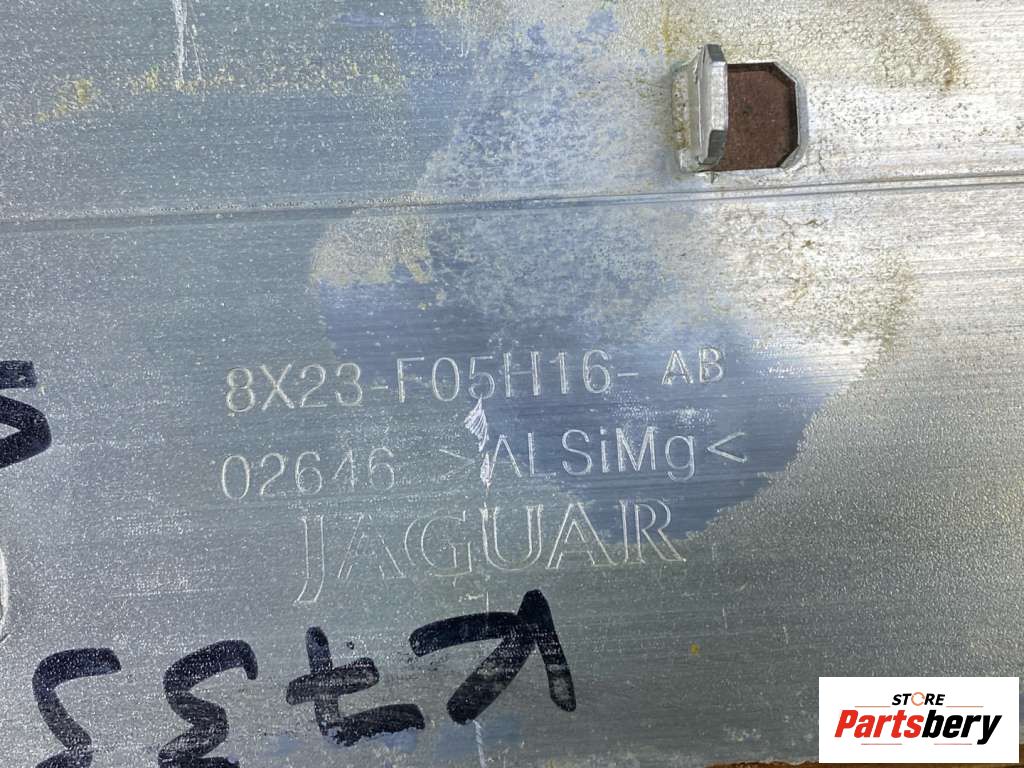 8X23-F05H16-AB
02646 >ALSiMg<
JAGUAR
STORE
Partsbery